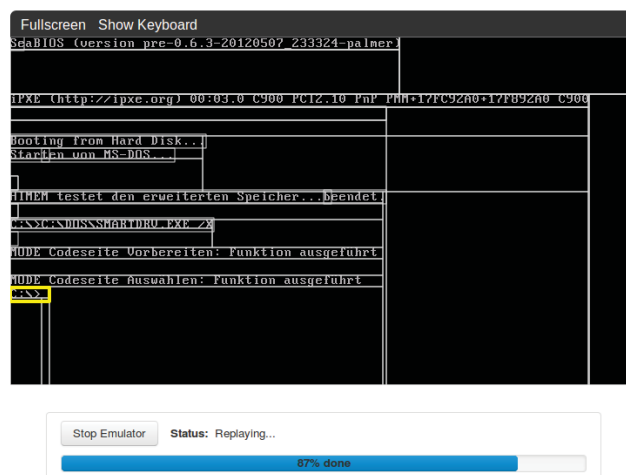 Fullscreen Show Keyboard
SeaBIOS (version pre-0.6.3-20120507_233324-palmer)
iPXE (http://ipxe.org) 00:03.0 C900 PCI2.10 PnP PMM+17FC92A0+17F892A0 C900
Booting from Hard Disk...
Starten von MS-DOS...
HIMEM testet den erweiterten Speicher...beendet.
C:\>C:\DOS\SMARTDRV.EXE /X
MODE Codeseite Vorbereiten: Funktion ausgeführt
MODE Codeseite Auswählen: Funktion ausgeführt
C:\>
Stop Emulator Status: Replaying...
87% done